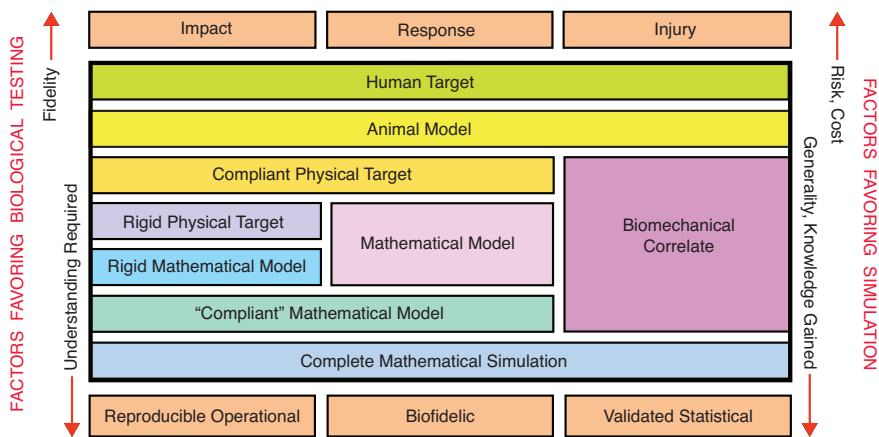 Impact
Response
Injury
FACTORS FAVORING BIOLOGICAL TESTING
Fidelity
Understanding Required
Human Target
Animal Model
Compliant Physical Target
Rigid Physical Target
Mathematical Model
Biomechanical
Correlate
Rigid Mathematical Model
“Compliant” Mathematical Model
Complete Mathematical Simulation
Risk, Cost
Generality, Knowledge Gained
FACTORS FAVORING SIMULATION
Reproducible Operational
Biofidelic
Validated Statistical